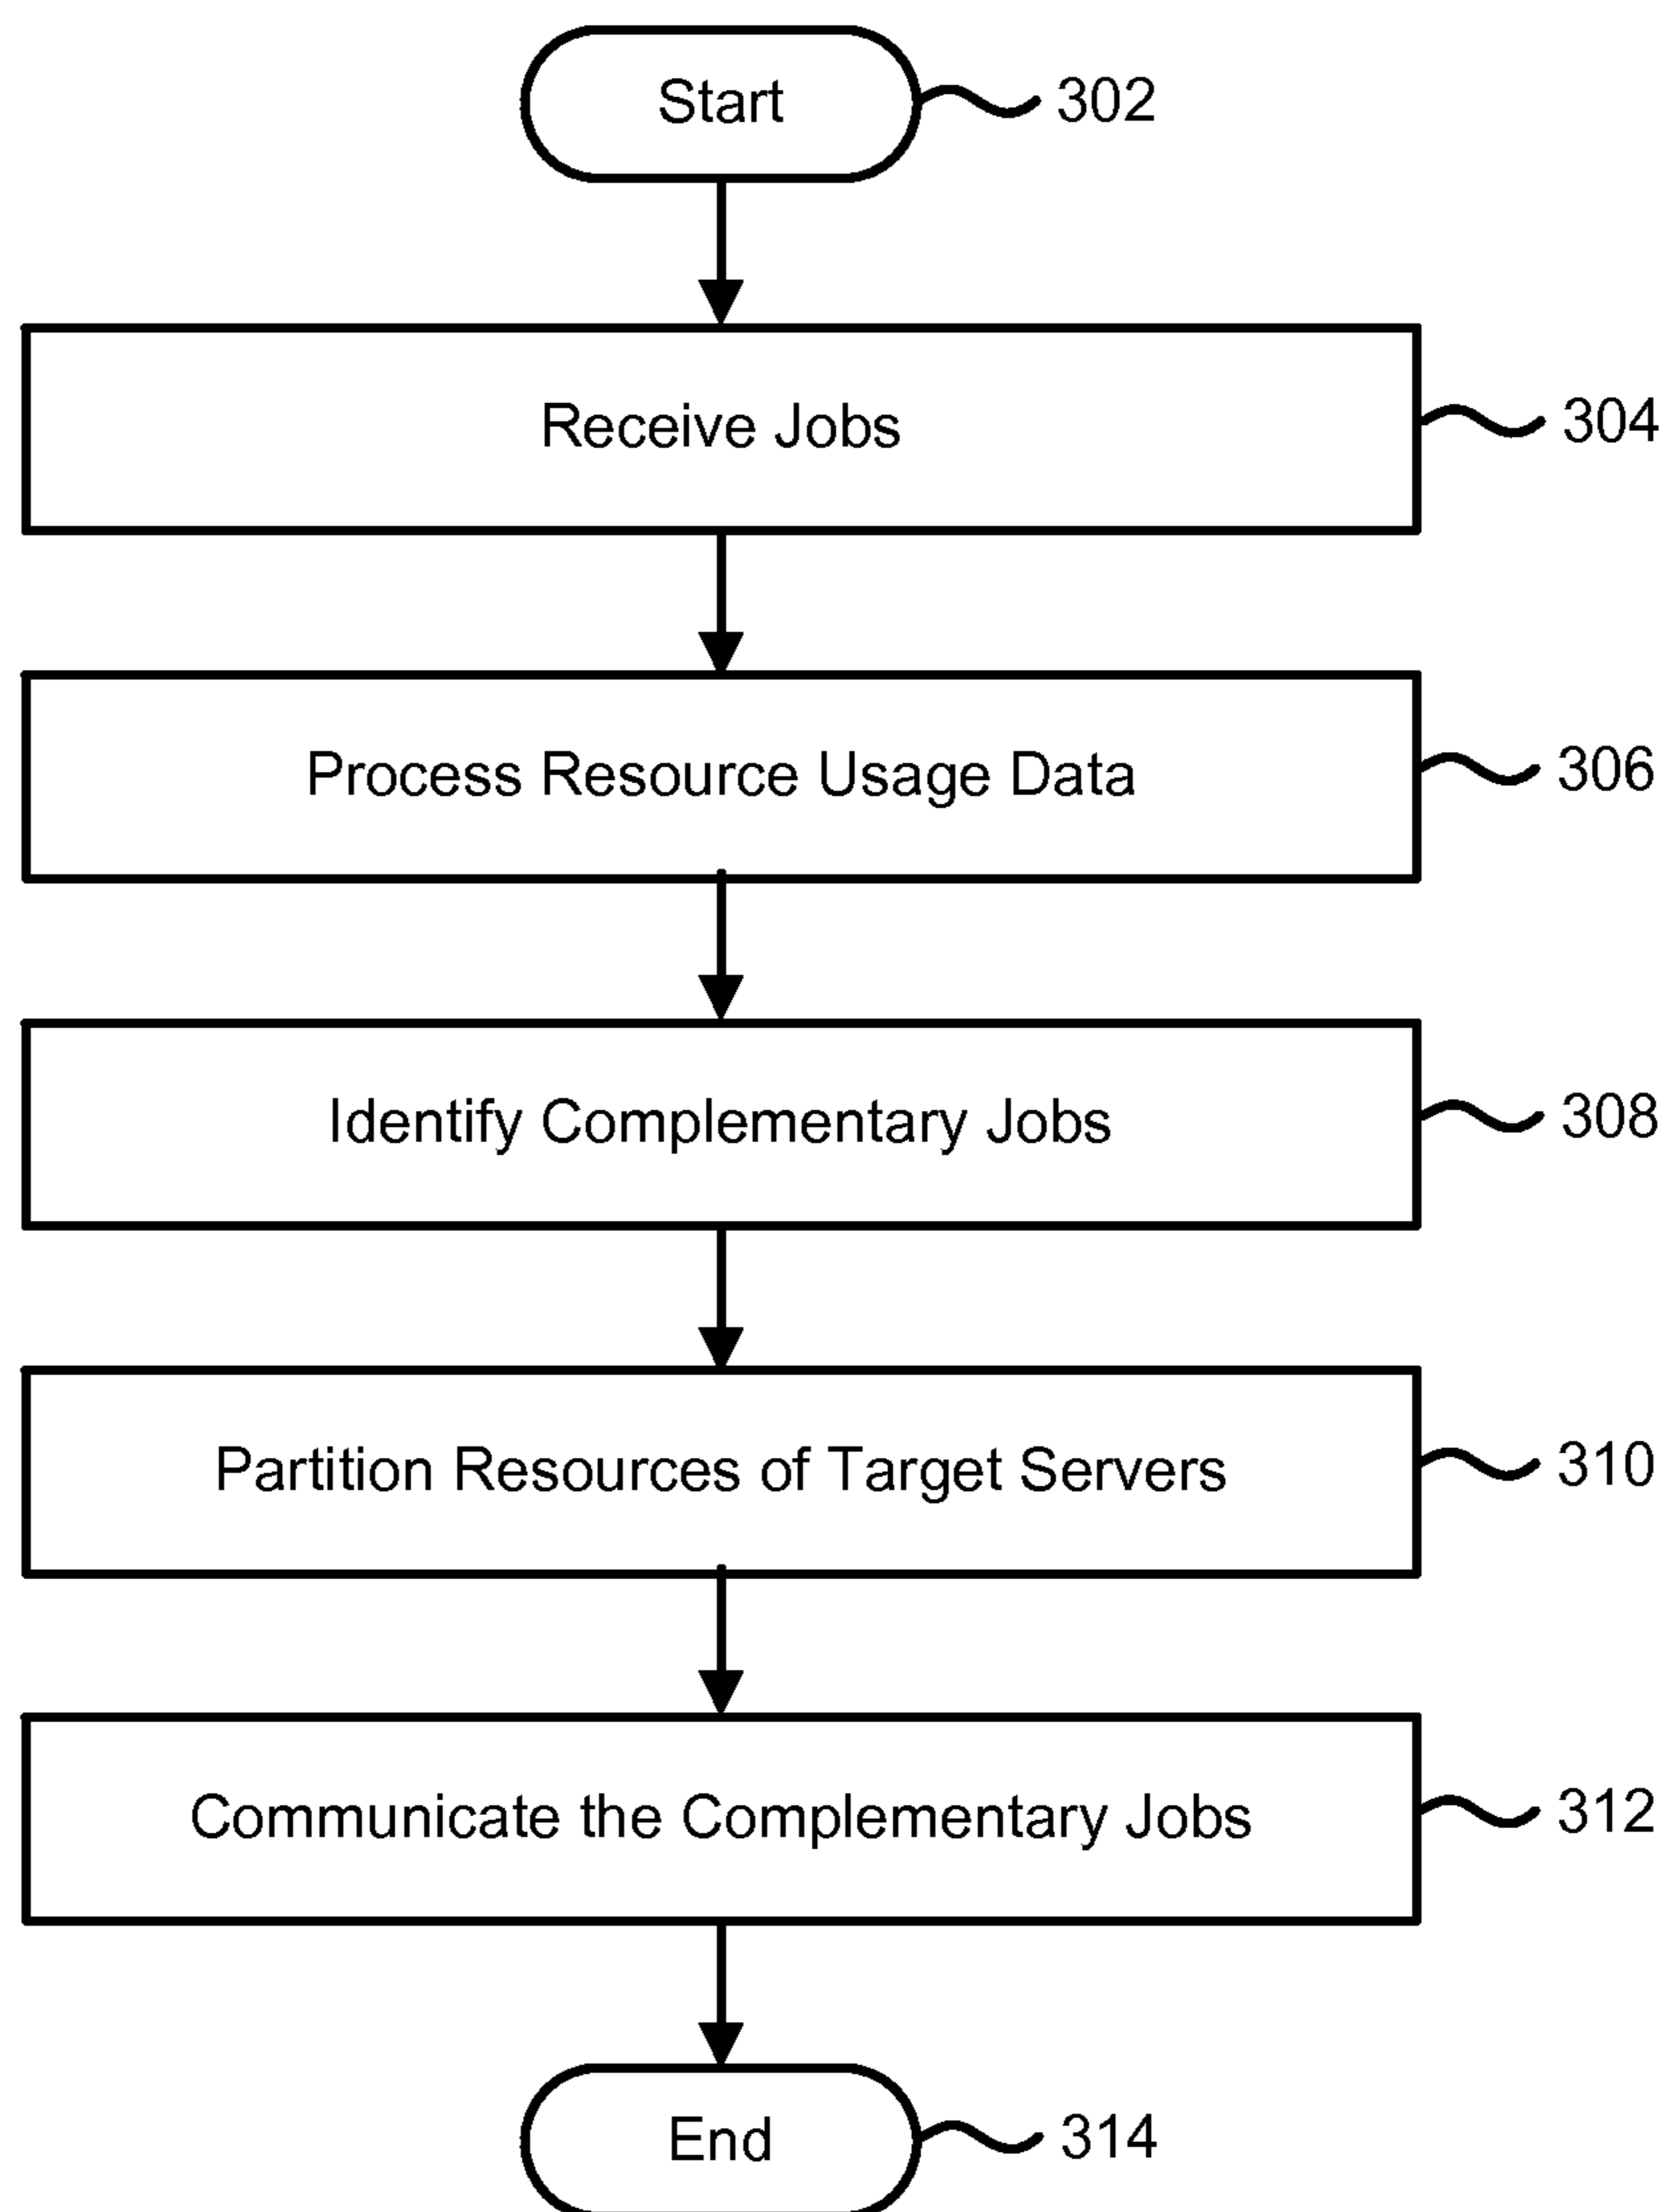 Start
302
Receive Jobs
304
Process Resource Usage Data
306
Identify Complementary Jobs
308
Partition Resources of Target Servers
310
Communicate the Complementary Jobs
312
End
314